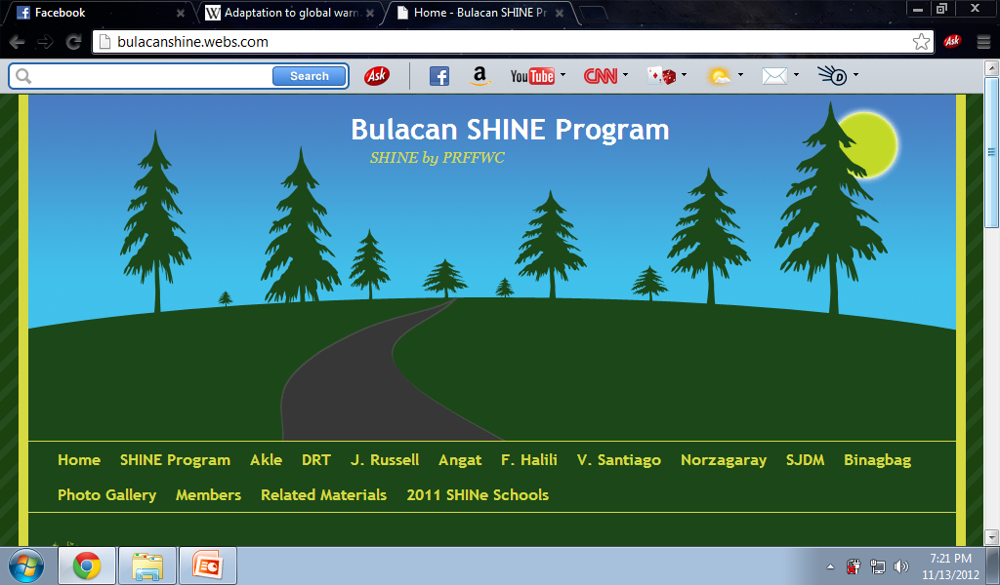 Facebook
Adaptation to global warn
Home - Bulacan SHINE Pr
bulacanshine.webs.com
Ask
Search
Ask
f
a
YouTube
CNN
D
Bulacan SHINE Program
SHINE by PRFFWC
Home SHINE Program Akle DRT J. Russell Angat F. Halili V. Santiago Norzagaray SJDM Binagbag
Photo Gallery Members Related Materials 2011 SHINe Schools
7:21 PM
11/13/2012